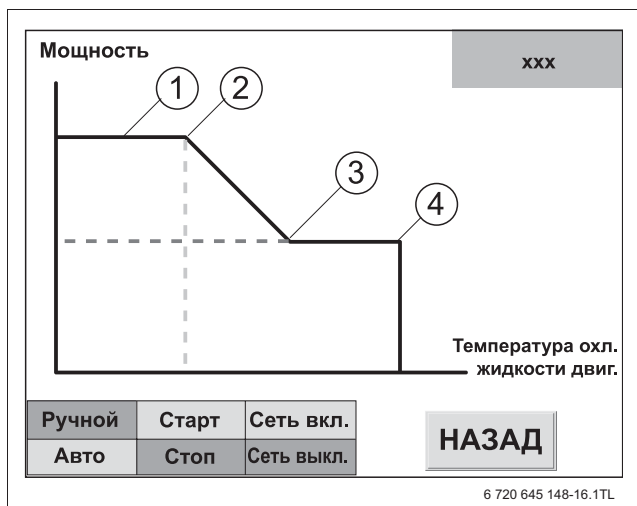 Мощность
xxx
1
2
3
4
Температура охл.
жидкости двиг.
Ручной Старт Сеть вкл.
Авто Стоп Сеть выкл.
НАЗАД
6 720 645 148-16.1TL